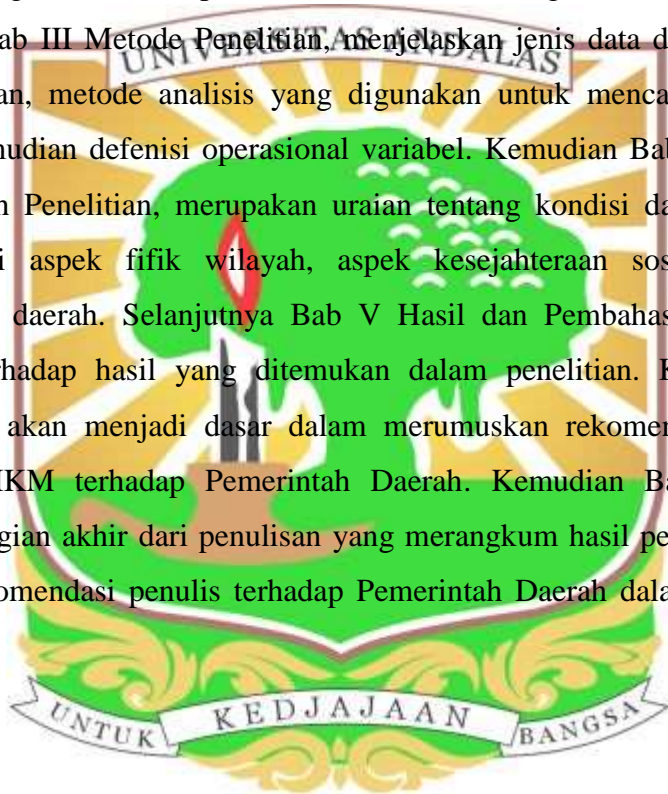 ab III Metode Penelitian, menjelaskan jenis data d
UNIVERSITAS ANDALAS
an, metode analisis yang digunakan untuk menca
nudian defenisi operasional variabel. Kemudian Bab
n Penelitian, merupakan uraian tentang kondisi da
i aspek fifik wilayah, aspek kesejahteraan sos
daerah. Selanjutnya Bab V Hasil dan Pembahas
rhadap hasil yang ditemukan dalam penelitian. K
akan menjadi dasar dalam merumuskan rekomen
IKM terhadap Pemerintah Daerah. Kemudian Ba
gian akhir dari penulisan yang merangkum hasil pe
omendasi penulis terhadap Pemerintah Daerah dala
UNTUK KEDJAJAAN BANGSA